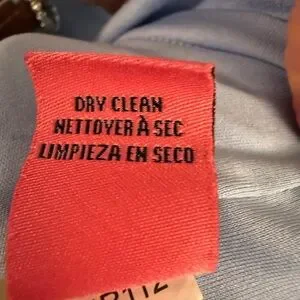 DRY CLEAN
NETTOYER À SEC
LIMPIEZA EN SECO